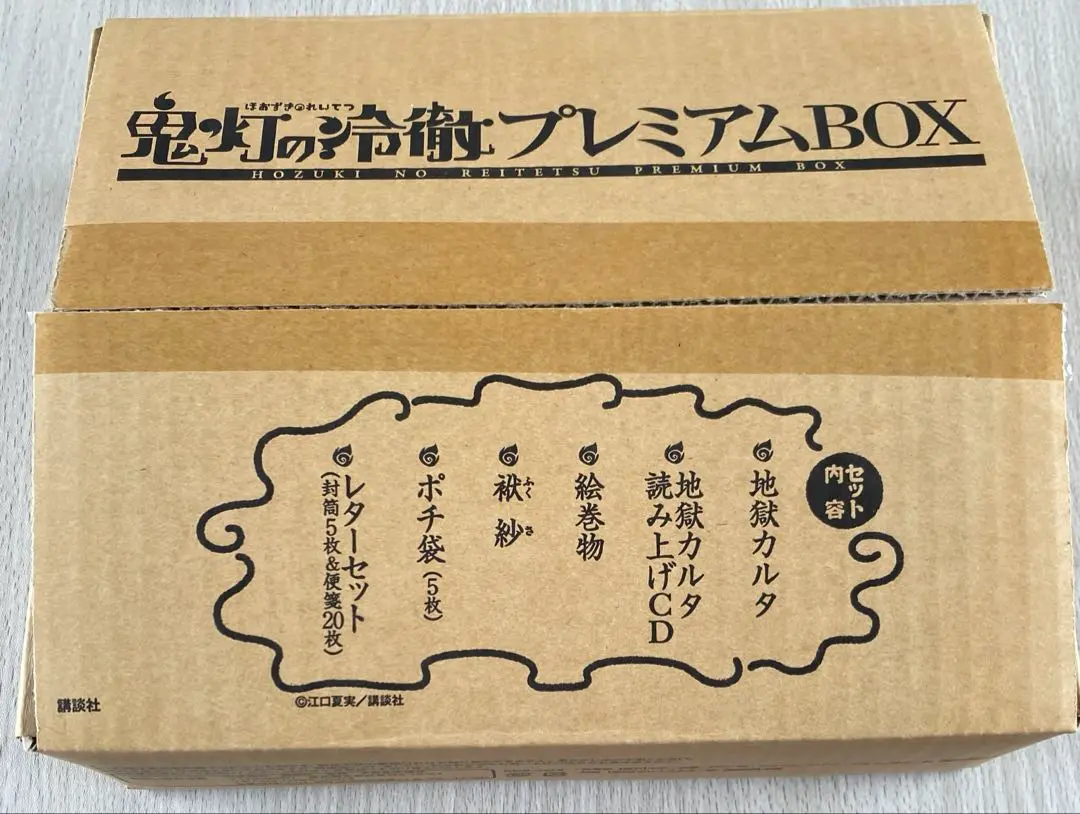 ほおずきのれいてつ
鬼灯の冷徹プレミアムBOX
HOZUKI NO REITETSU PREMIUM BOX
セット
内容
地獄カルタ
地獄カルタ
読み上げCD
絵巻物
袱紗
ふくさ
ポチ袋(5枚)
レターセット
(封筒5枚&便箋20枚)
講談社
©江口夏実/講談社